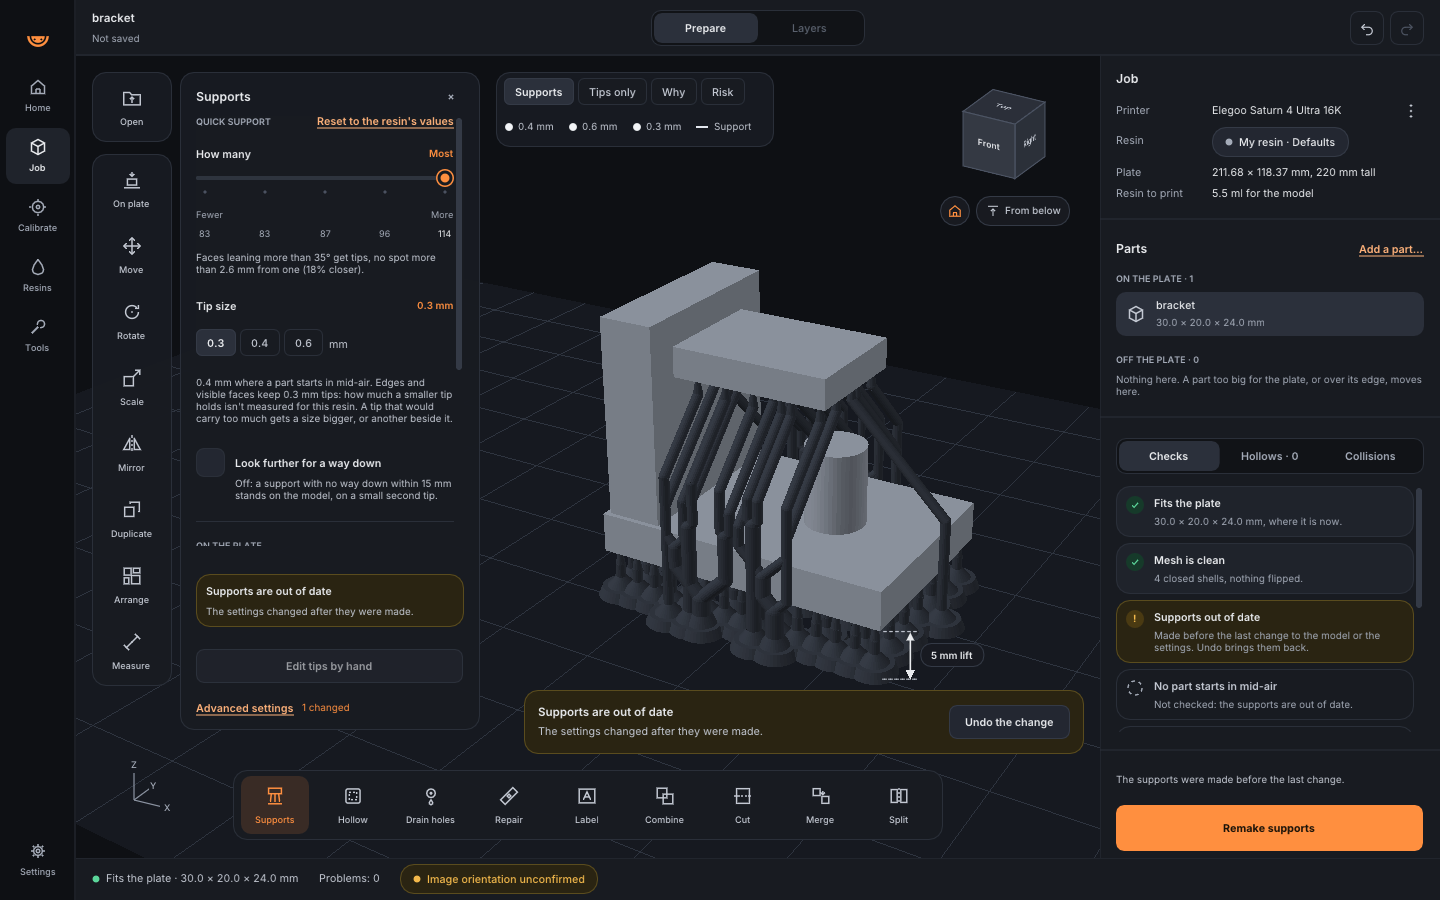 bracket
Not saved
Prepare
Layers
Home
Job
Calibrate
Resins
Tools
Settings
Open
On plate
Move
Rotate
Scale
Mirror
Duplicate
Arrange
Measure
Supports
×
QUICK SUPPORT
Reset to the resin's values
How many
Most
Fewer
More
83 83 87 96 114
Faces leaning more than 35° get tips, no spot more
than 2.6 mm from one (18% closer).
Tip size
0.3 mm
0.3 0.4 0.6 mm
0.4 mm where a part starts in mid-air. Edges and
visible faces keep 0.3 mm tips: how much a smaller tip
holds isn't measured for this resin. A tip that would
carry too much gets a size bigger, or another beside it.
Look further for a way down
Off: a support with no way down within 15 mm
stands on the model, on a small second tip.
ON THE PLATE
Supports are out of date
The settings changed after they were made.
Edit tips by hand
Advanced settings 1 changed
Supports
Tips only
Why
Risk
0.4 mm
0.6 mm
0.3 mm
Support
Top
Front
Right
From below
5 mm lift
Supports are out of date
The settings changed after they were made.
Undo the change
Z
Y
X
Supports
Hollow
Drain holes
Repair
Label
Combine
Cut
Merge
Split
Job
Printer Elegoo Saturn 4 Ultra 16K
Resin My resin · Defaults
Plate 211.68 × 118.37 mm, 220 mm tall
Resin to print 5.5 ml for the model
Parts
Add a part...
ON THE PLATE · 1
bracket
30.0 × 20.0 × 24.0 mm
OFF THE PLATE · 0
Nothing here. A part too big for the plate, or over its edge, moves
here.
Checks
Hollows · 0
Collisions
Fits the plate
30.0 × 20.0 × 24.0 mm, where it is now.
Mesh is clean
4 closed shells, nothing flipped.
Supports out of date
Made before the last change to the model or the
settings. Undo brings them back.
No part starts in mid-air
Not checked: the supports are out of date.
The supports were made before the last change.
Remake supports
Fits the plate · 30.0 × 20.0 × 24.0 mm
Problems: 0
Image orientation unconfirmed